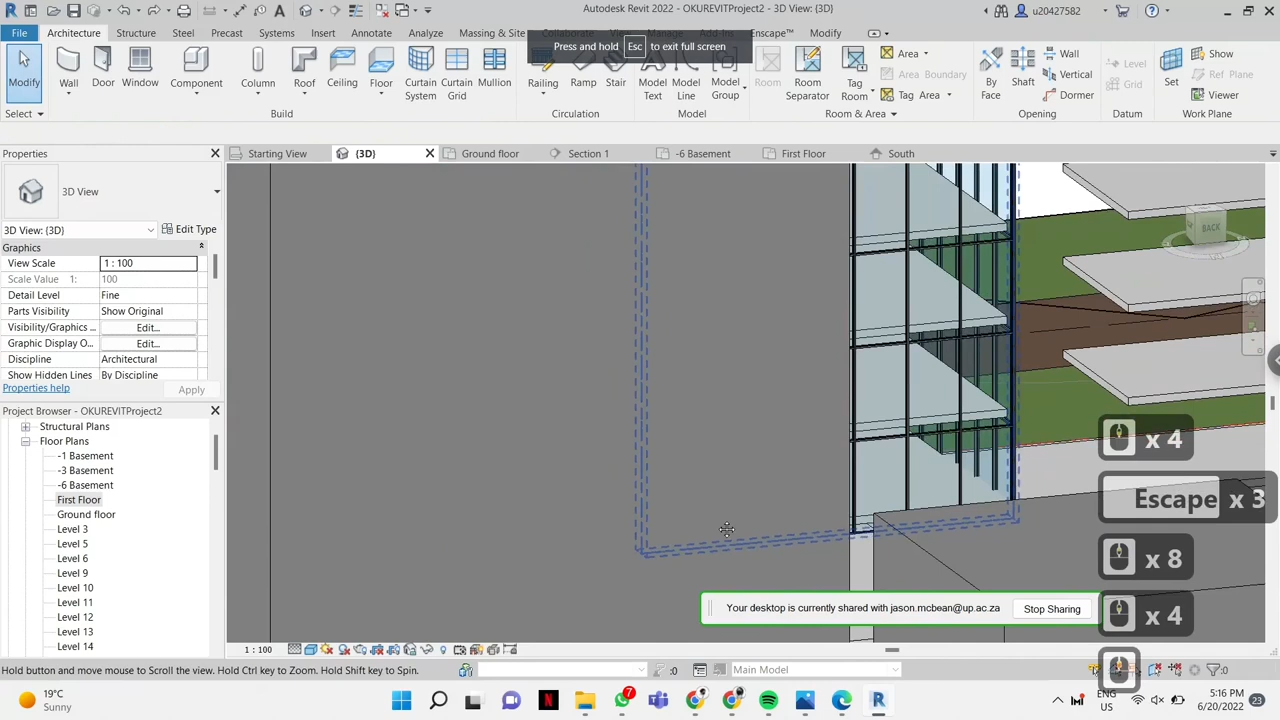 Autodesk Revit 2022 - OKUREVITProject2 - 3D View: {3D}
u20427582
File Architecture Structure Steel Precast Systems Insert Annotate Analyze Massing & Site Enscape™ Modify
Press and hold Esc to exit full screen
Modify Wall Door Window Component Column Roof Ceiling Curtain System Curtain Grid Mullion Floor Railing Ramp Stair Model Text Model Line Model Group Room Room Separator Tag Room By Face Shaft Set
Area Wall Level Show
Area Boundary Vertical Grid Ref Plane
Tag Area Dormer Viewer
Select Build Circulation Model Room & Area Opening Datum Work Plane
Properties
Starting View {3D} Ground floor Section 1 -6 Basement First Floor South
3D View
3D View: {3D} Edit Type
Graphics
View Scale 1 : 100
Scale Value 1: 100
Detail Level Fine
Parts Visibility Show Original
Visibility/Graphics ... Edit...
Graphic Display O... Edit...
Discipline Architectural
Show Hidden Lines By Discipline
Properties help Apply
BACK
Project Browser - OKUREVITProject2
Structural Plans
Floor Plans
-1 Basement
-3 Basement
-6 Basement
First Floor
Ground floor
Level 3
Level 5
Level 6
Level 9
Level 10
Level 11
Level 12
Level 13
Level 14
x 4
Escape x 3
x 8
x 4
Your desktop is currently shared with jason.mcbean@up.ac.za Stop Sharing
1 : 100
Hold button and move mouse to Scroll the view. Hold Ctrl key to Zoom. Hold Shift key to Spin.
:0
Main Model
:0
19°C
Sunny
7
ENG
US
5:16 PM
6/20/2022
23